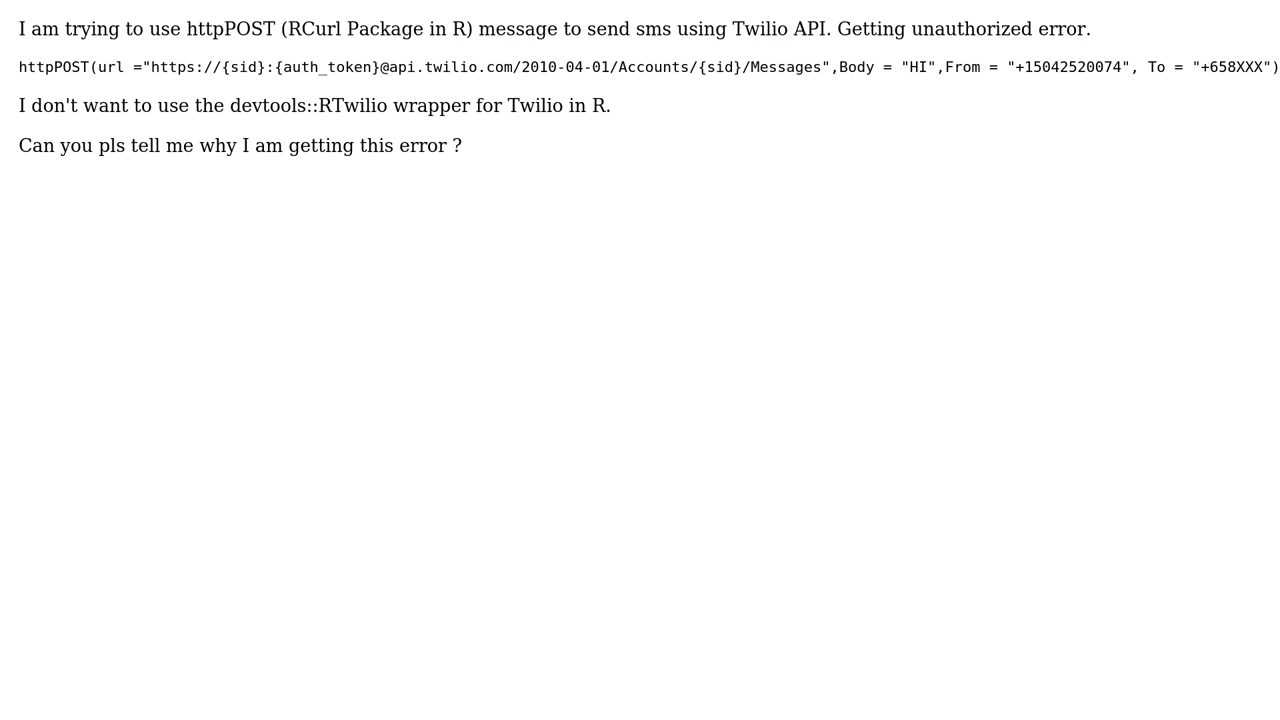 I am trying to use httpPOST (RCurl Package in R) message to send sms using Twilio API. Getting unauthorized error.
httpPOST(url ="https://{sid}:{auth_token}@api.twilio.com/2010-04-01/Accounts/{sid}/Messages",Body = "HI",From = "+15042520074", To = "+658XXX")
I don't want to use the devtools::RTwilio wrapper for Twilio in R.
Can you pls tell me why I am getting this error ?